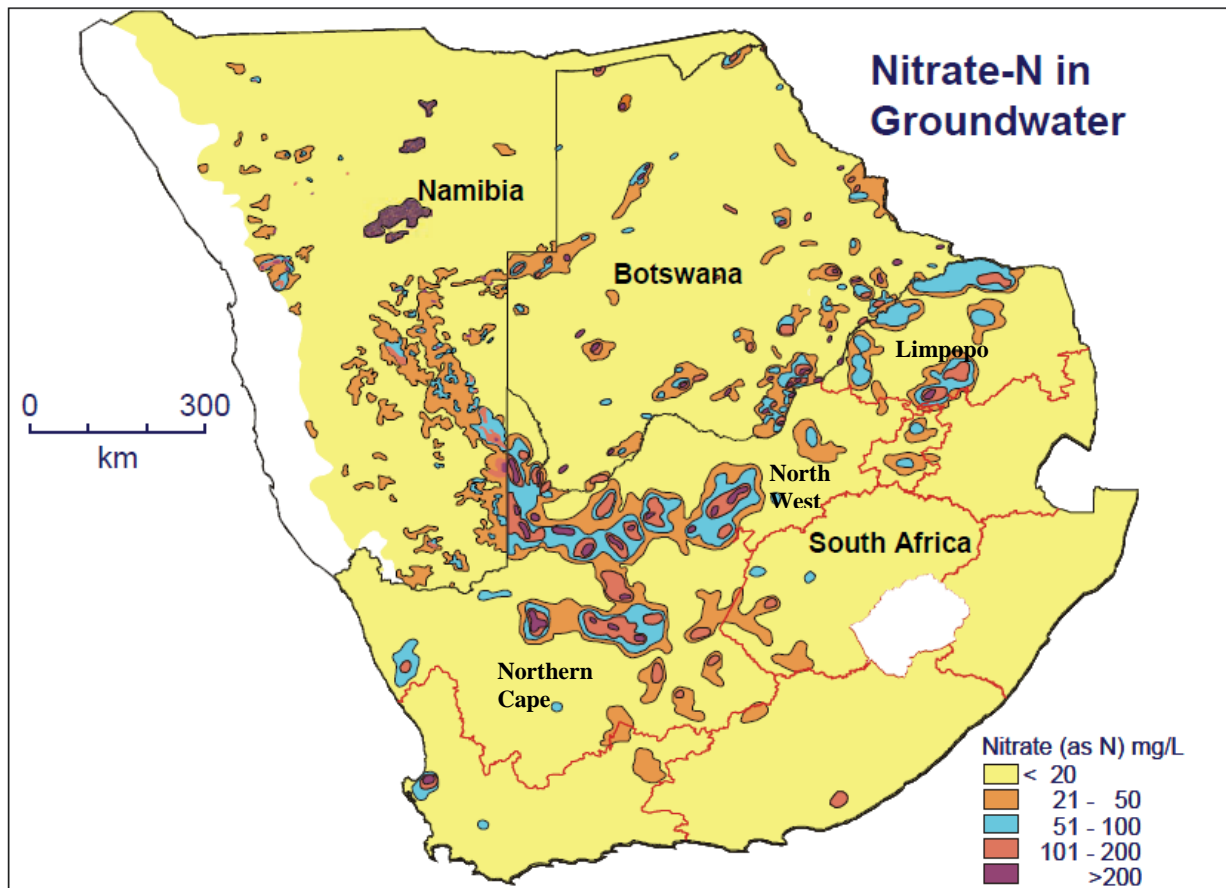 Nitrate-N in
Groundwater
Namibia
Botswana
Limpopo
0 300
km
North
West
South Africa
Northern
Cape
Nitrate (as N) mg/L
< 20
21 - 50
51 - 100
101 - 200
>200